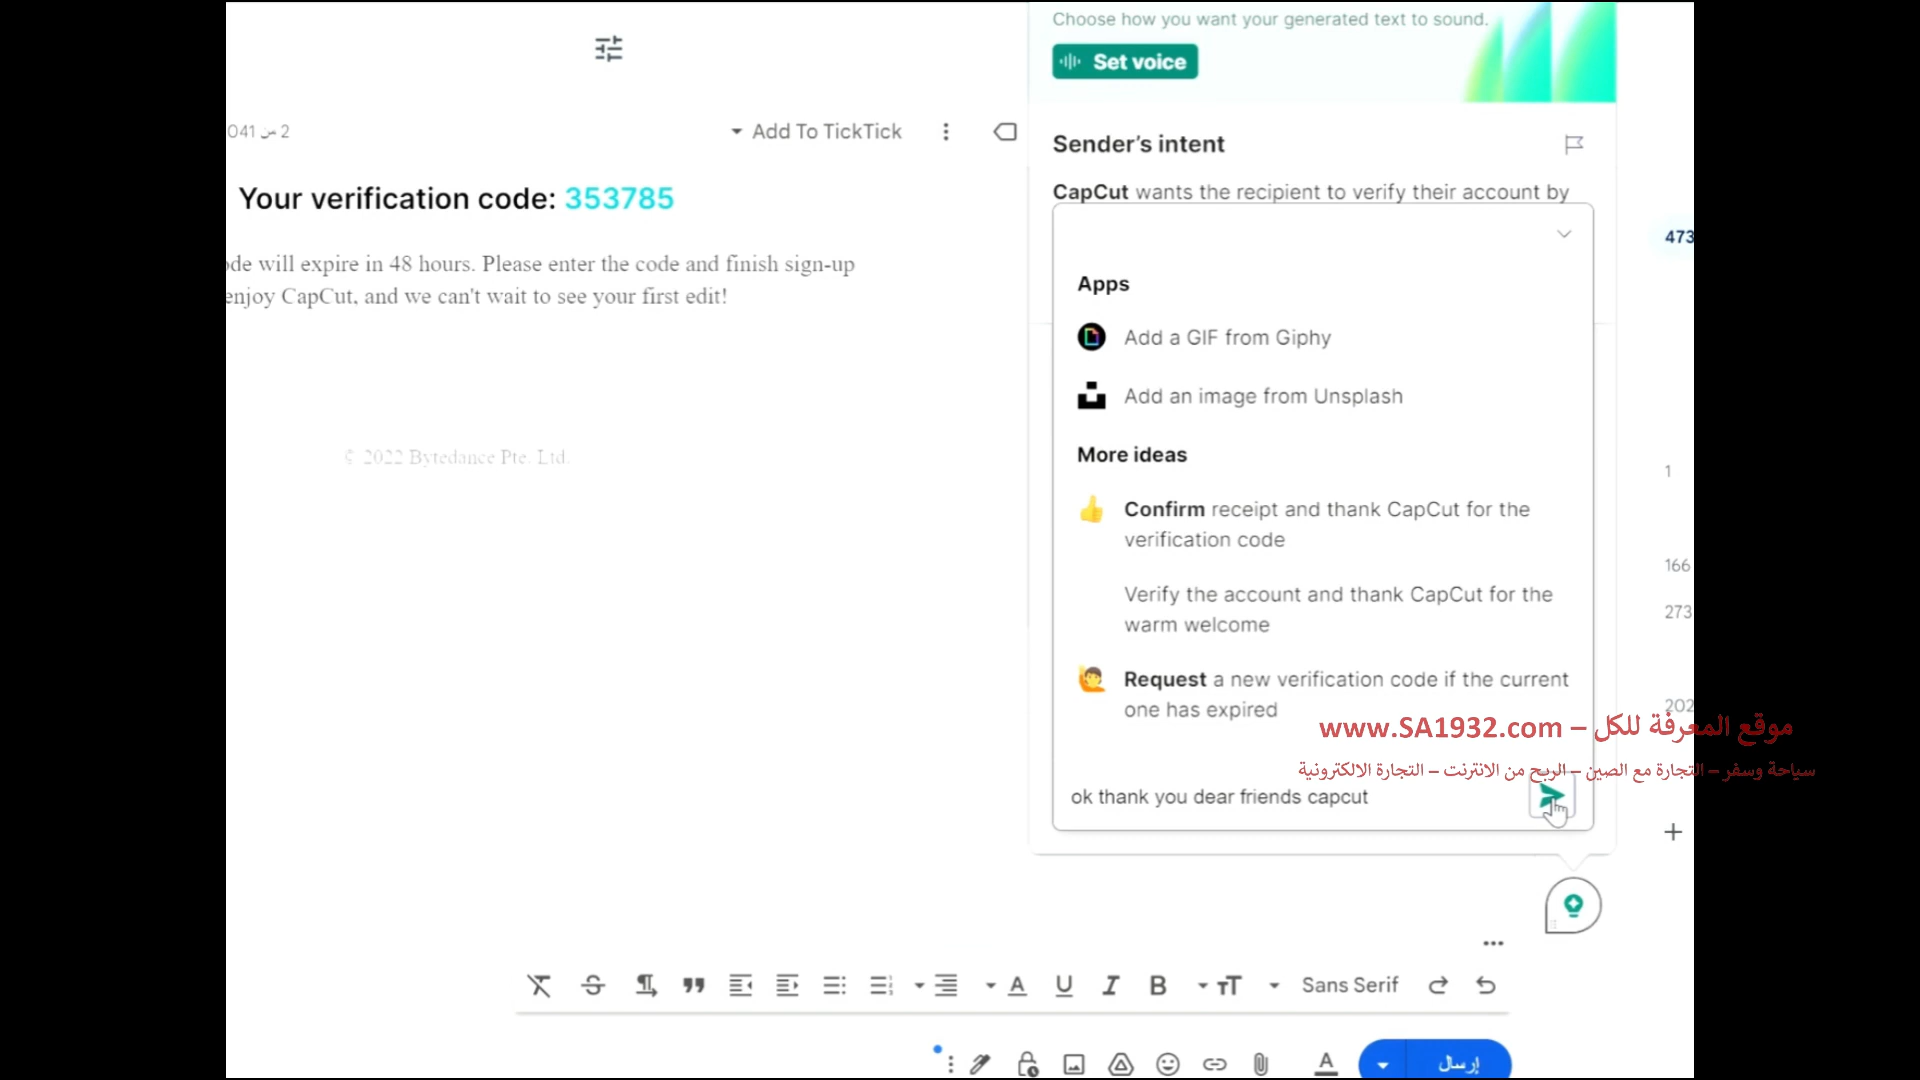 Choose how you want your generated text to sound.
Set voice
2 من 041
Add To TickTick
Sender’s intent
CapCut wants the recipient to verify their account by
Your verification code: 353785
will expire in 48 hours. Please enter the code and finish sign-up
enjoy CapCut, and we can't wait to see your first edit!
473
Apps
Add a GIF from Giphy
Add an image from Unsplash
© 2022 Bytedance Pte. Ltd.
More ideas
1
Confirm receipt and thank CapCut for the
verification code
166
Verify the account and thank CapCut for the
warm welcome
273
Request a new verification code if the current
one has expired
202
موقع المعرفة للكل – www.SA1932.com
سياحة وسفر – التجارة مع الصين – الربح من الانترنت – التجارة الالكترونية
ok thank you dear friends capcut
Sans Serif
إرسال